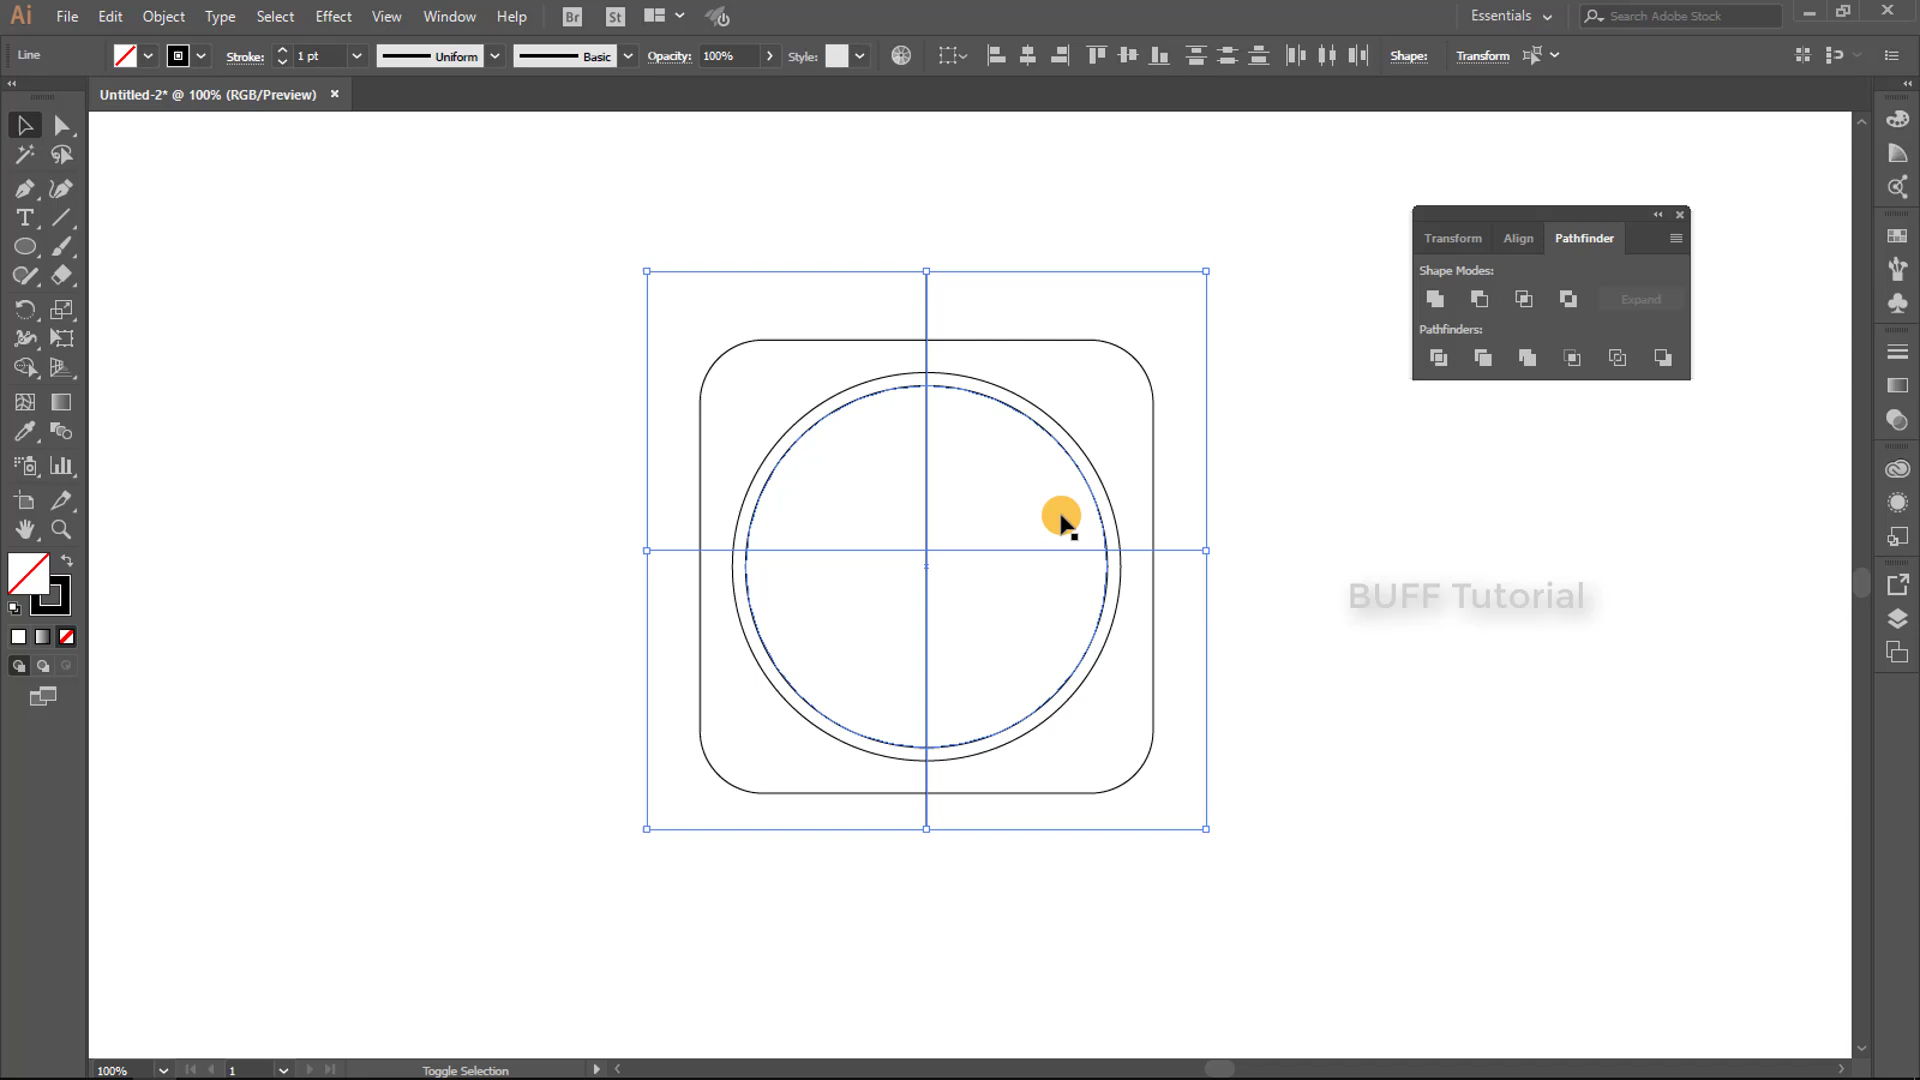 Ai File Edit Object Type Select Effect View Window Help Br St Essentials Search Adobe Stock
Line Stroke: 1 pt Uniform Basic Opacity: 100% Style: Shape: Transform
Untitled-2* @ 100% (RGB/Preview) ×
Transform Align Pathfinder
Shape Modes:
Expand
Pathfinders:
BUFF Tutorial
100% 1 Toggle Selection